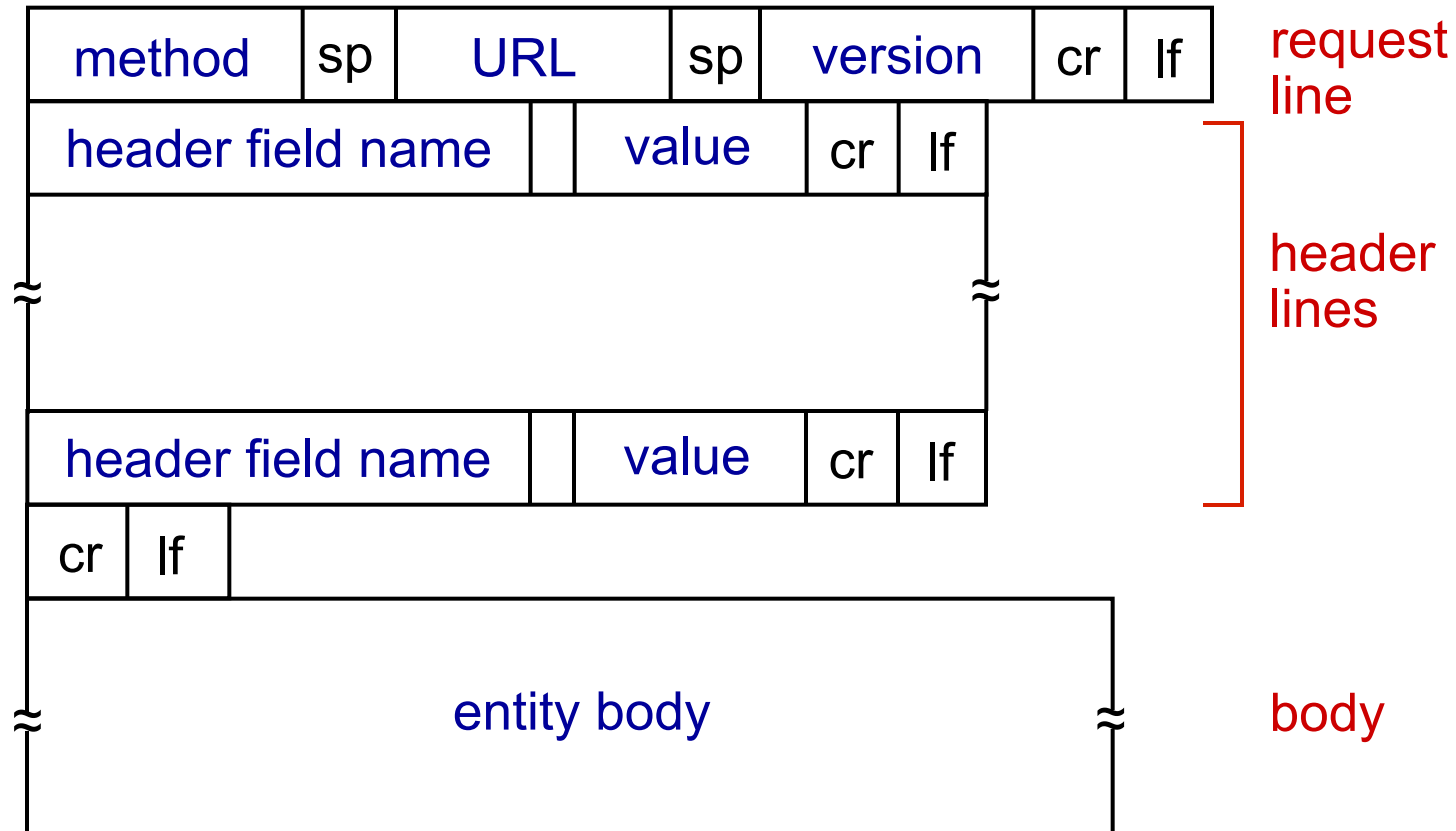 method sp URL sp version cr lf
request
line
header field name value cr lf
header
lines
header field name value cr lf
cr lf
entity body
body